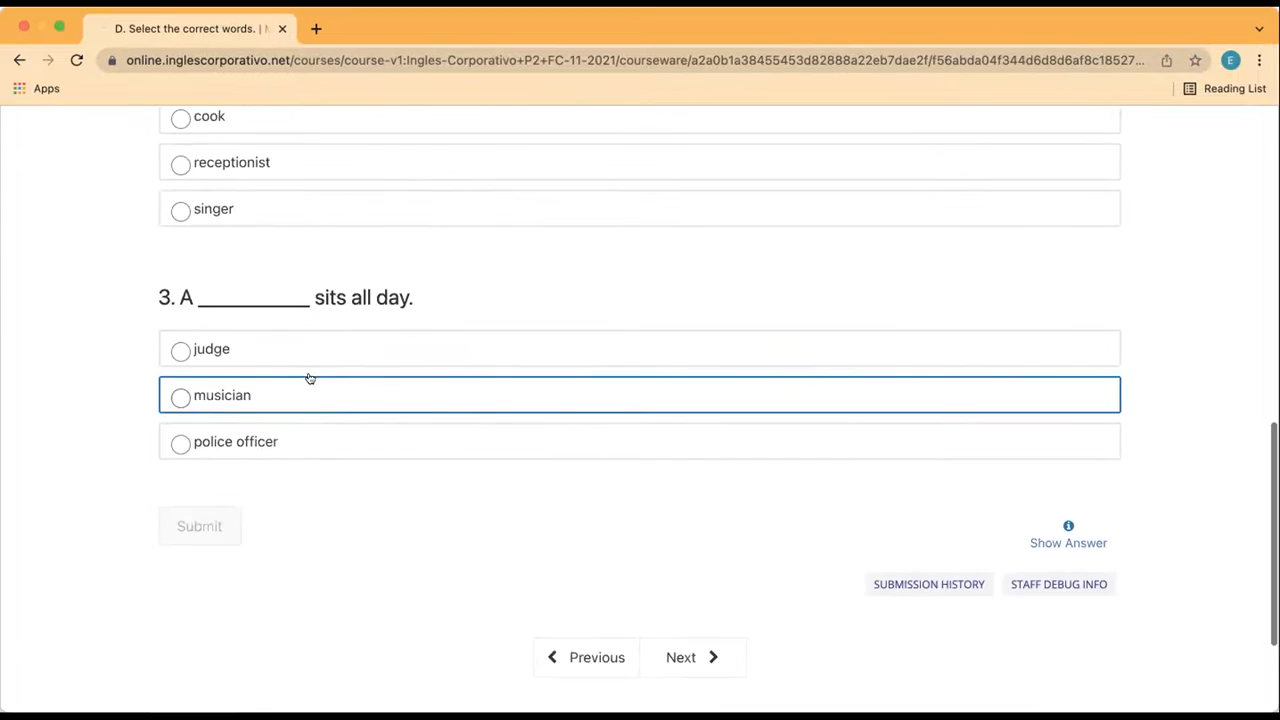 D. Select the correct words. |
online.inglescorporativo.net/courses/course-v1:Ingles-Corporativo+P2+FC-11-2021/courseware/a2a0b1a38455453d82888a22eb7dae2f/f56abda04f344d6d8d6af8c18527...
E
Apps
Reading List
cook
receptionist
singer
3. A ___________ sits all day.
judge
musician
police officer
Submit
Show Answer
SUBMISSION HISTORY
STAFF DEBUG INFO
Previous
Next